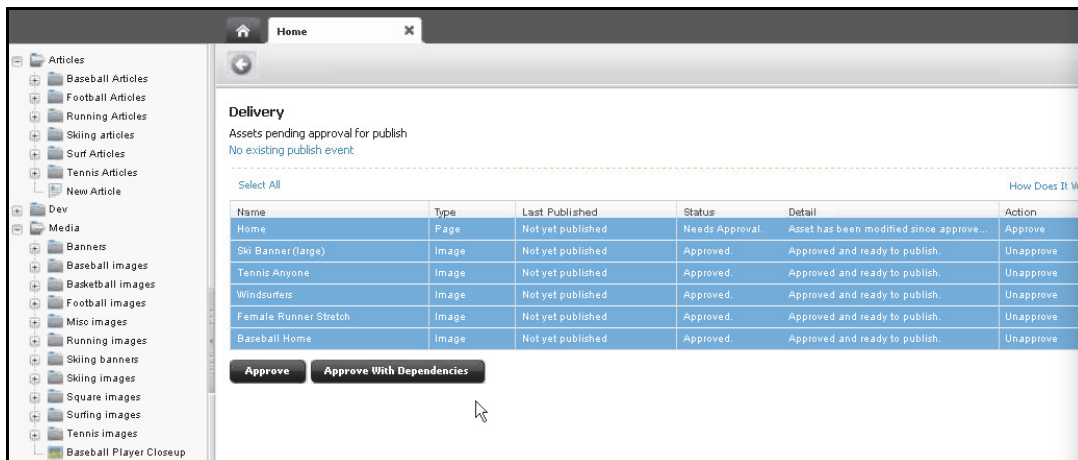 Home
Articles
Baseball Articles
Football Articles
Running Articles
Skiing articles
Surf Articles
Tennis Articles
New Article
Dev
Media
Banners
Baseball images
Basketball images
Football images
Misc images
Running images
Skiing banners
Skiing images
Square images
Surfing images
Tennis images
Baseball Player Closeup
Delivery
Assets pending approval for publish
No existing publish event
Select All How Does It W
Name Type Last Published Status Detail Action
Home Page Not yet published Needs Approval. Asset has been modified since approve... Approve
Ski Banner (large) Image Not yet published Approved. Approved and ready to publish. Unapprove
Tennis Anyone Image Not yet published Approved. Approved and ready to publish. Unapprove
Windsurfers Image Not yet published Approved. Approved and ready to publish. Unapprove
Female Runner Stretch Image Not yet published Approved. Approved and ready to publish. Unapprove
Baseball Home Image Not yet published Approved. Approved and ready to publish. Unapprove
Approve Approve With Dependencies